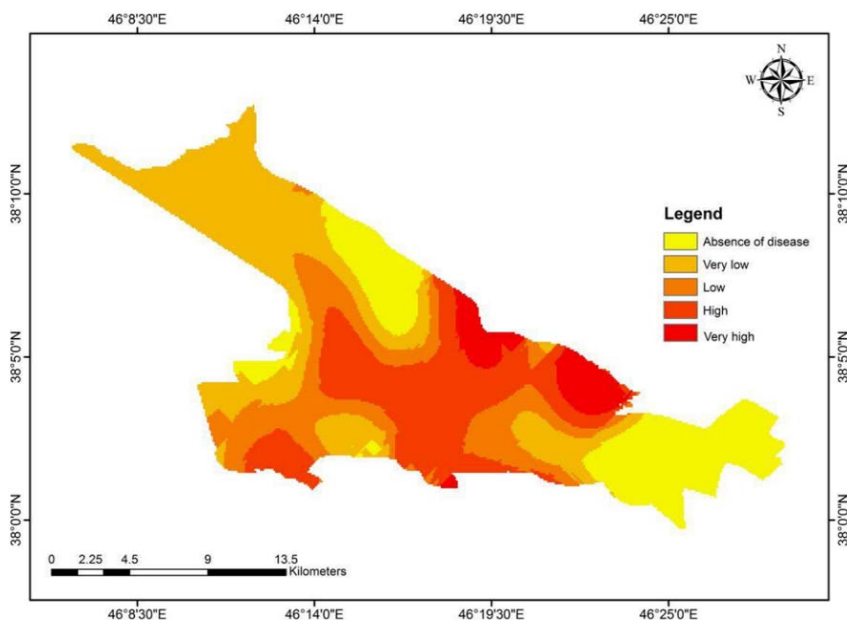 46°8'30"E 46°14'0"E 46°19'30"E 46°25'0"E
N
W E
S
38°10'0"N 38°10'0"N
Legend
Absence of disease
Very low
Low
High
Very high
38°5'0"N 38°5'0"N
38°0'0"N 38°0'0"N
0 2.25 4.5 9 13.5
Kilometers
46°8'30"E 46°14'0"E 46°19'30"E 46°25'0"E